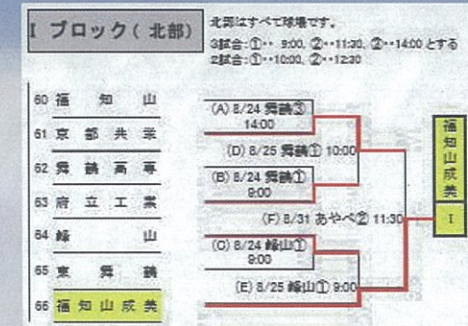 I ブロック(北部)
北部はすべて球場です。
3試合:①‥ 9:00, ②‥11:30, ②‥14:00 とする
2試合:①‥10:00, ②‥12:30
60 福知山
61 京都共栄
62 舞鶴高専
63 府立工業
64 峰山
65 東舞鶴
66 福知山成美
(A) 8/24 舞鶴③
14:00
(D) 8/25 舞鶴① 10:00
(B) 8/24 舞鶴①
9:00
(F) 8/31 あやべ② 11:30
(C) 8/24 峰山①
9:00
(E) 8/25 峰山① 9:00
福知山成美
I